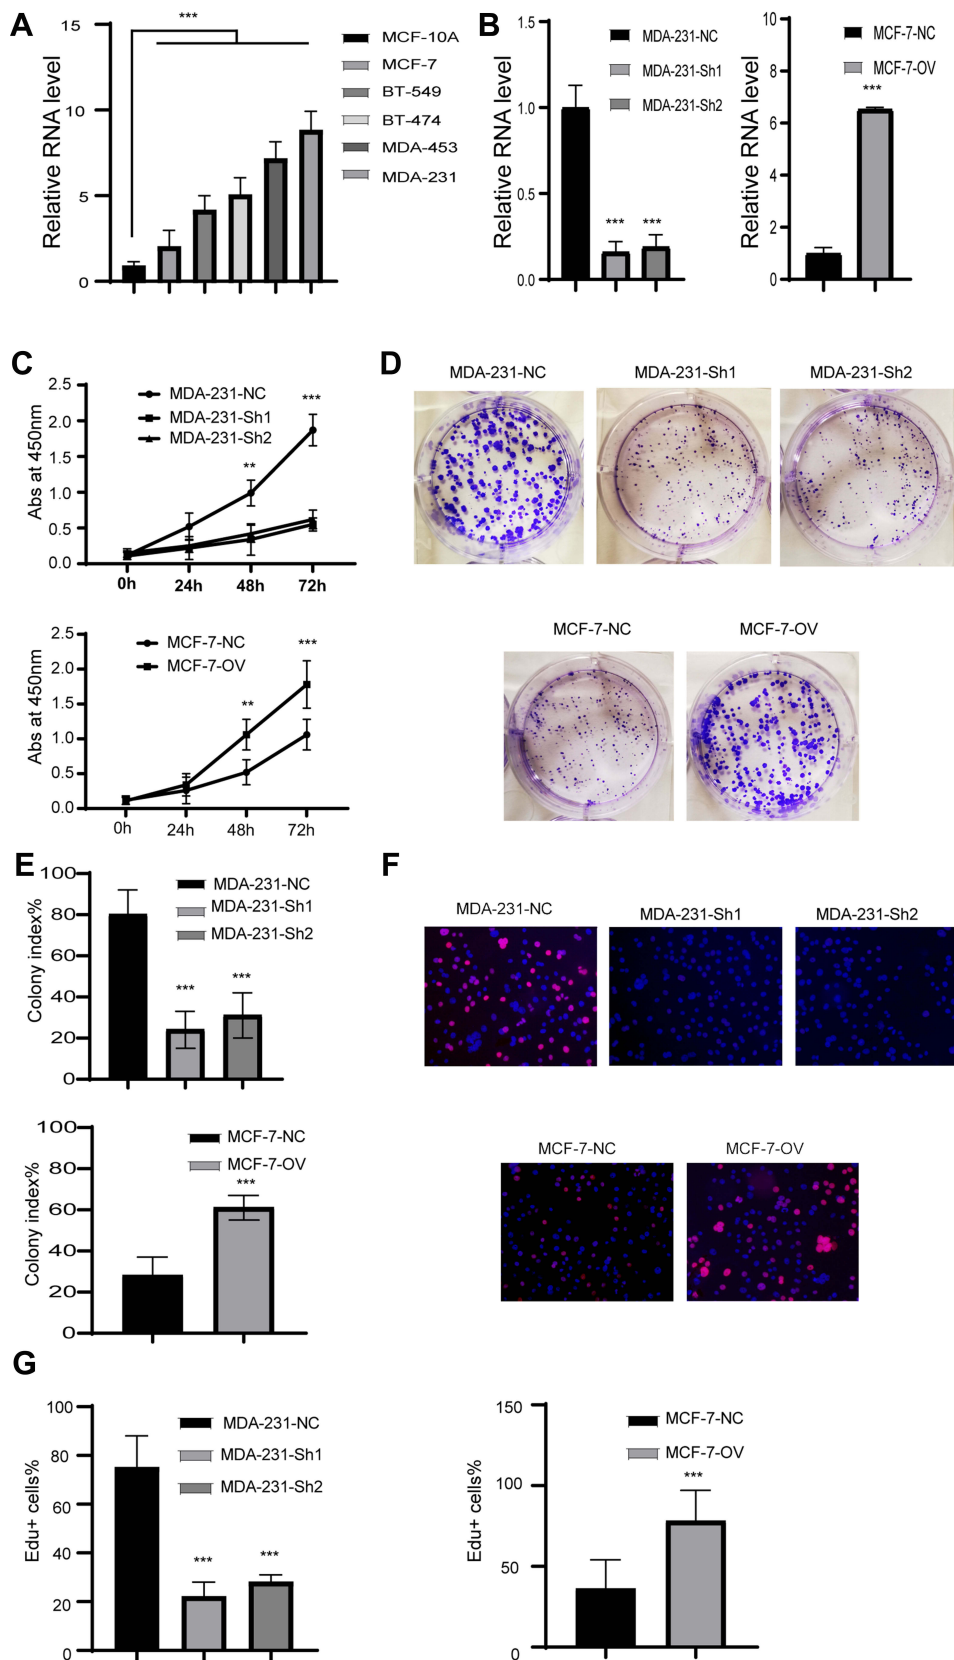 A
Relative RNA level
15
10
5
0
***
MCF-10A
MCF-7
BT-549
BT-474
MDA-453
MDA-231
B
Relative RNA level
1.5
1.0
0.5
0.0
*** ***
MDA-231-NC
MDA-231-Sh1
MDA-231-Sh2
Relative RNA level
10
8
6
4
2
0
***
MCF-7-NC
MCF-7-OV
C
Abs at 450nm
2.5
2.0
1.5
1.0
0.5
0.0
MDA-231-NC
MDA-231-Sh1
MDA-231-Sh2
**
***
0h 24h 48h 72h
Abs at 450nm
2.5
2.0
1.5
1.0
0.5
0.0
MCF-7-NC
MCF-7-OV
**
***
0h 24h 48h 72h
D
MDA-231-NC MDA-231-Sh1 MDA-231-Sh2
MCF-7-NC MCF-7-OV
E
Colony index%
100
80
60
40
20
0
MDA-231-NC
MDA-231-Sh1
MDA-231-Sh2
*** ***
Colony index%
100
80
60
40
20
0
MCF-7-NC
MCF-7-OV
***
F
MDA-231-NC MDA-231-Sh1 MDA-231-Sh2
MCF-7-NC MCF-7-OV
G
Edu+ cells%
100
80
60
40
20
0
MDA-231-NC
MDA-231-Sh1
MDA-231-Sh2
*** ***
Edu+ cells%
150
100
50
0
MCF-7-NC
MCF-7-OV
***